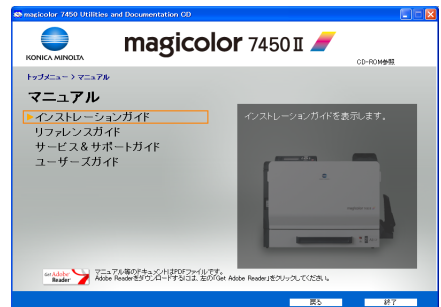 magicolor 7450 Utilities and Documentation CD
KONICA MINOLTA
magicolor 7450 II
CD-ROM参照
トップメニュー > マニュアル
マニュアル
インストレーションガイド
リファレンスガイド
サービス&サポートガイド
ユーザーズガイド
インストレーションガイドを表示します。
Get Adobe Reader
マニュアル等のドキュメントはPDFファイルです。
Adobe Readerをダウンロードするには、左の「Get Adobe Reader」をクリックしてください。
戻る
終了